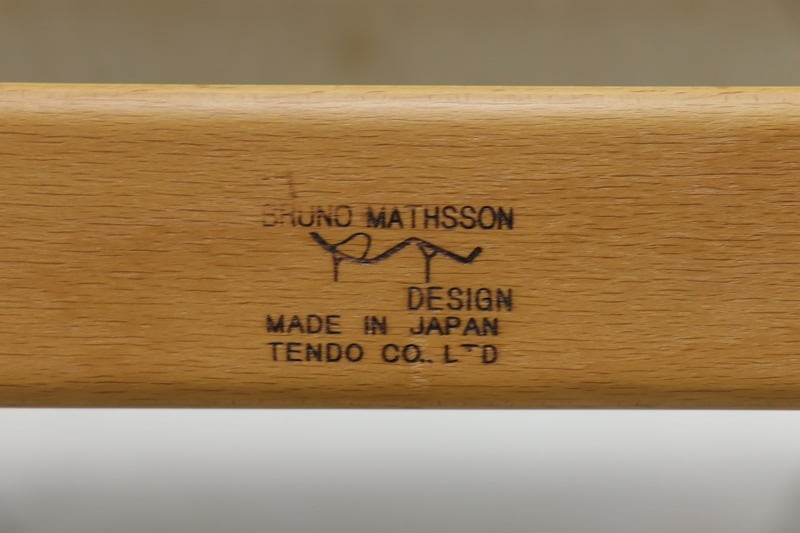 BRUNO MATHSSON
DESIGN
MADE IN JAPAN
TENDO CO., LTD